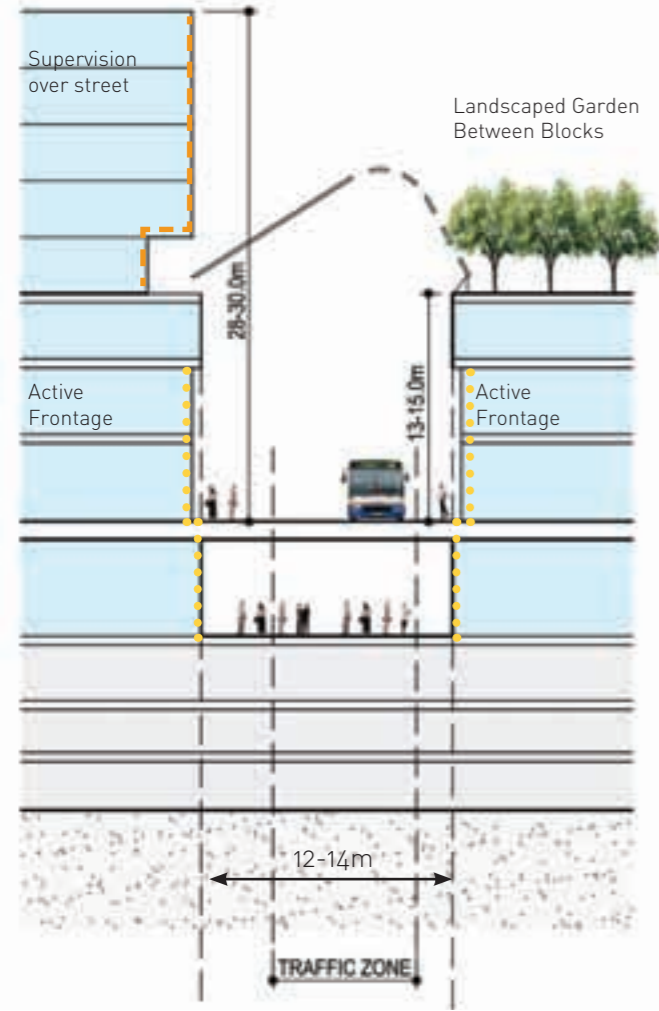 Supervision
over street
Landscaped Garden
Between Blocks
28-30.0m
13-15.0m
Active
Frontage
Active
Frontage
12-14m
TRAFFIC ZONE